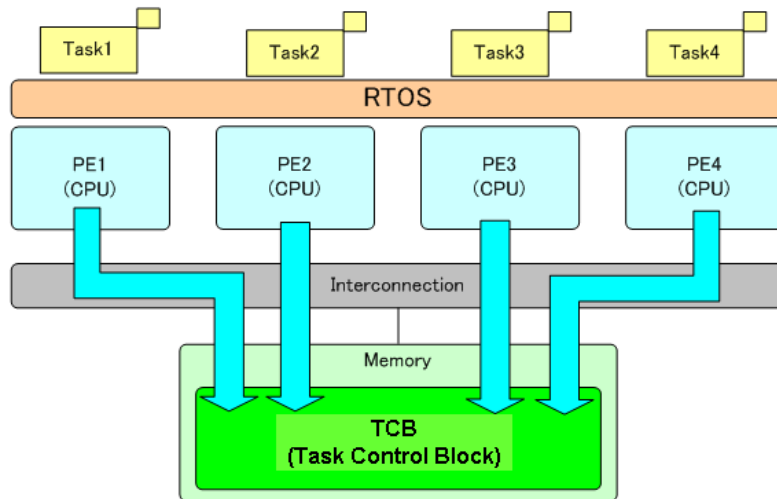 Task1
Task2
Task3
Task4
RTOS
PE1
(CPU)
PE2
(CPU)
PE3
(CPU)
PE4
(CPU)
Interconnection
Memory
TCB
(Task Control Block)